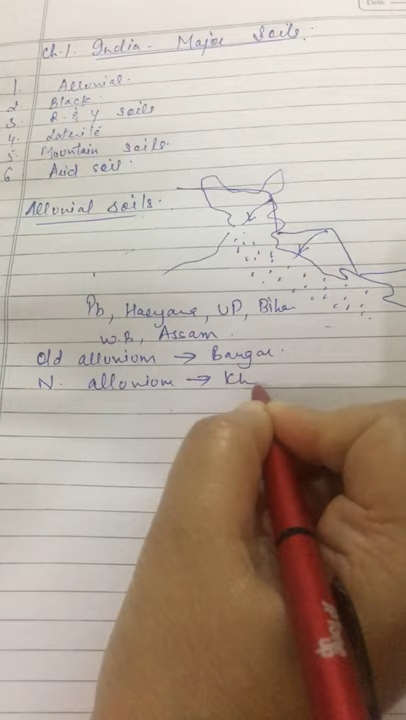 Ch-1. India - Major Soils.
1. Alluvial.
2 Black.
3. R. & Y soils
4. Laterite
5. Mountain soils.
6 Acid soil.
Alluvial soils.
Pb, Haryana, UP, Bihar
W.B, Assam.
Old alluvium → Bangar.
N. alluvium → Kh